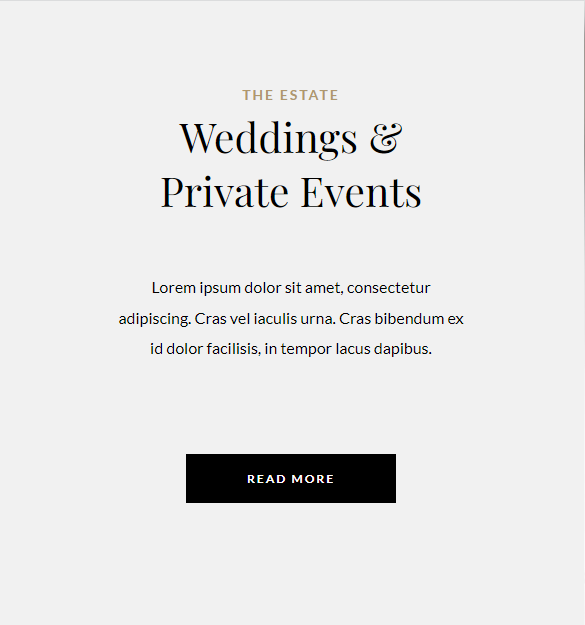 THE ESTATE
Weddings &
Private Events
Lorem ipsum dolor sit amet, consectetur
adipiscing. Cras vel iaculis urna. Cras bibendum ex
id dolor facilisis, in tempor lacus dapibus.
READ MORE